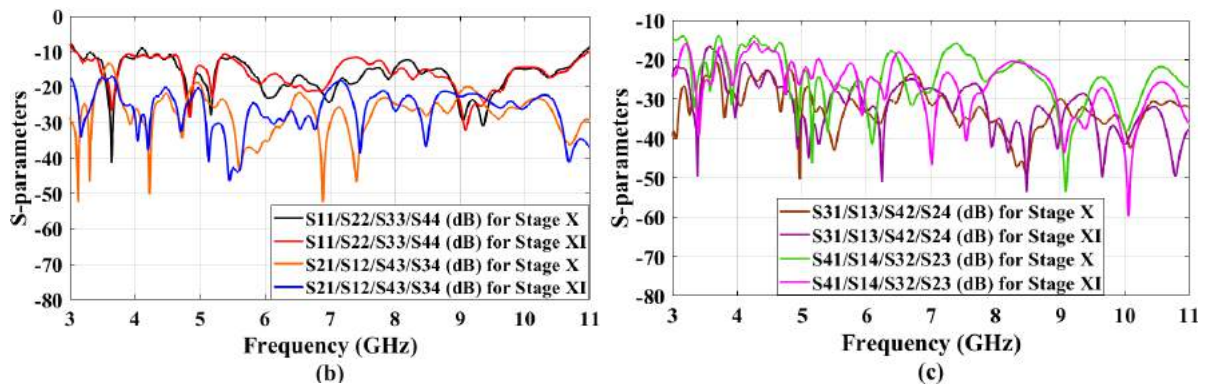 0
-10
-20
-30
-40
-50
-60
-70
-80
S-parameters
S11/S22/S33/S44 (dB) for Stage X
S11/S22/S33/S44 (dB) for Stage XI
S21/S12/S43/S34 (dB) for Stage X
S21/S12/S43/S34 (dB) for Stage XI
3 4 5 6 7 8 9 10 11
Frequency (GHz)
(b)
-10
-20
-30
-40
-50
-60
-70
-80
S-parameters
S31/S13/S42/S24 (dB) for Stage X
S31/S13/S42/S24 (dB) for Stage XI
S41/S14/S32/S23 (dB) for Stage X
S41/S14/S32/S23 (dB) for Stage XI
3 4 5 6 7 8 9 10 11
Frequency (GHz)
(c)